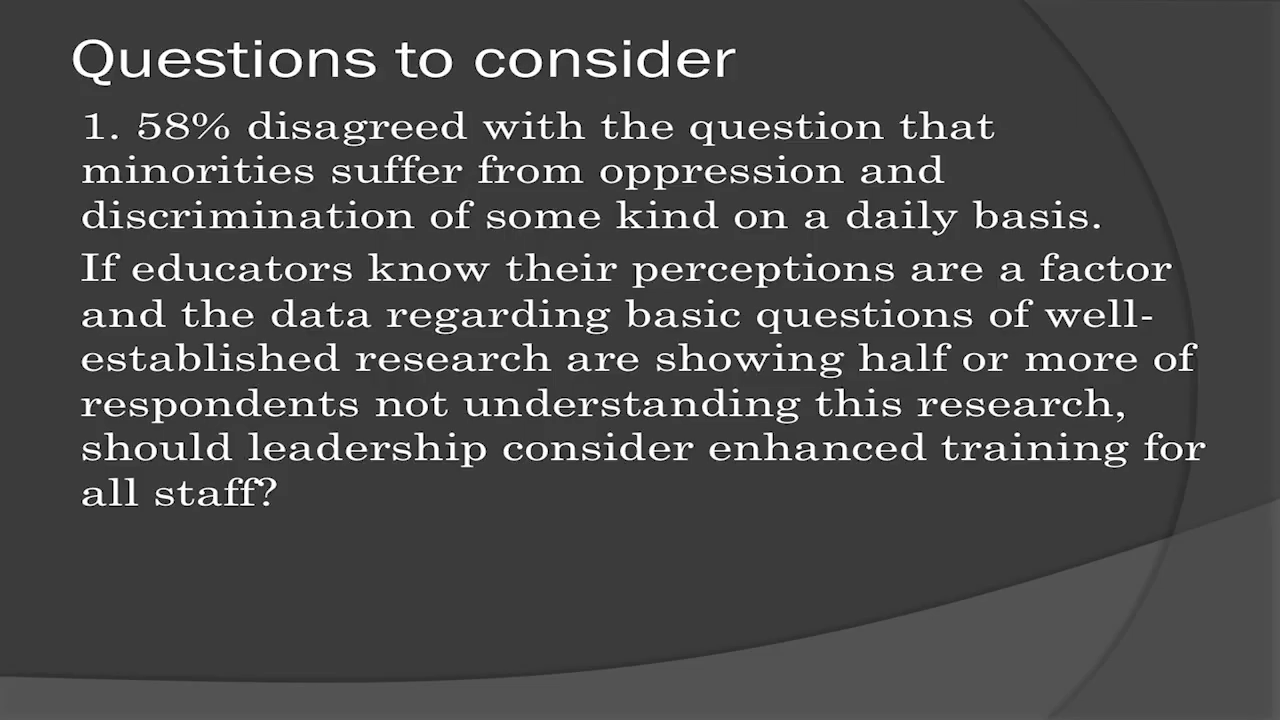 Questions to consider
1. 58% disagreed with the question that
minorities suffer from oppression and
discrimination of some kind on a daily basis.
If educators know their perceptions are a factor
and the data regarding basic questions of well-
established research are showing half or more of
respondents not understanding this research,
should leadership consider enhanced training for
all staff?